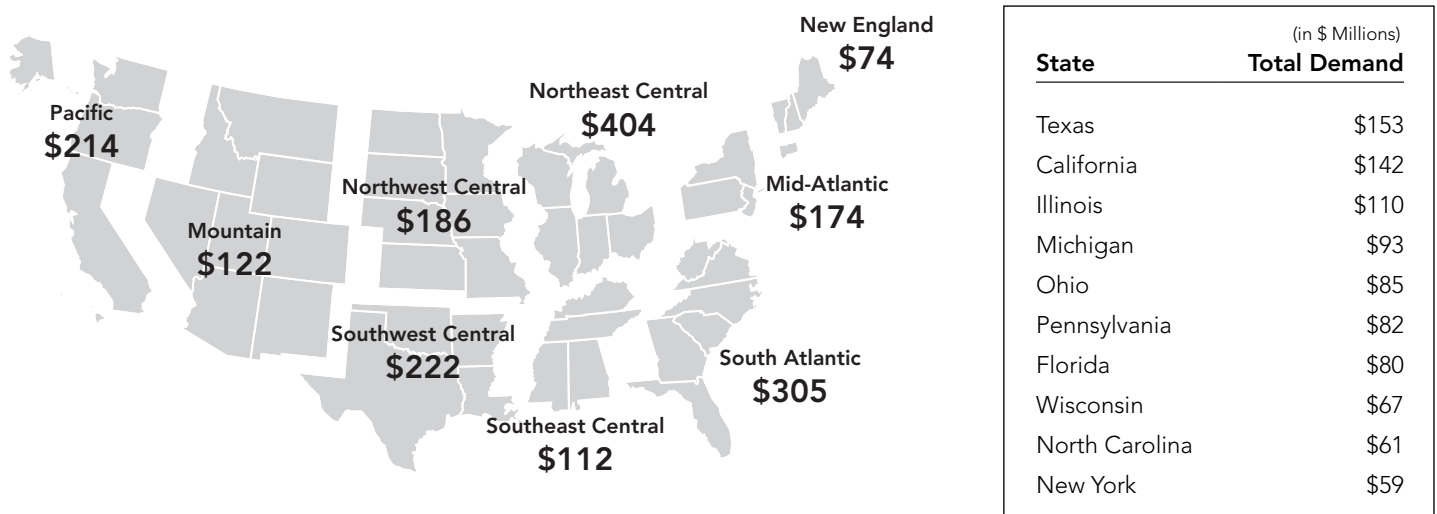 New England
$74
Northeast Central
$404
Pacific
$214
Mid-Atlantic
$174
Northwest Central
$186
Mountain
$122
Southwest Central
$222
South Atlantic
$305
Southeast Central
$112
(in $ Millions)
State Total Demand
Texas $153
California $142
Illinois $110
Michigan $93
Ohio $85
Pennsylvania $82
Florida $80
Wisconsin $67
North Carolina $61
New York $59